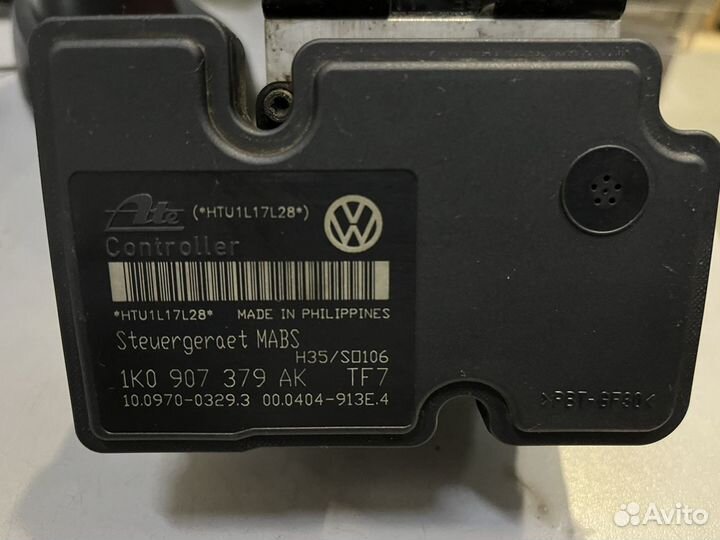 Ate (*HTU1L17L28*)
Controller
*HTU1L17L28* MADE IN PHILIPPINES
Steuergeraet MABS
H35/S0106
1K0 907 379 AK TF7
10.0970-0329.3 00.0404-913E.4
>PBT-GF30<
Avito